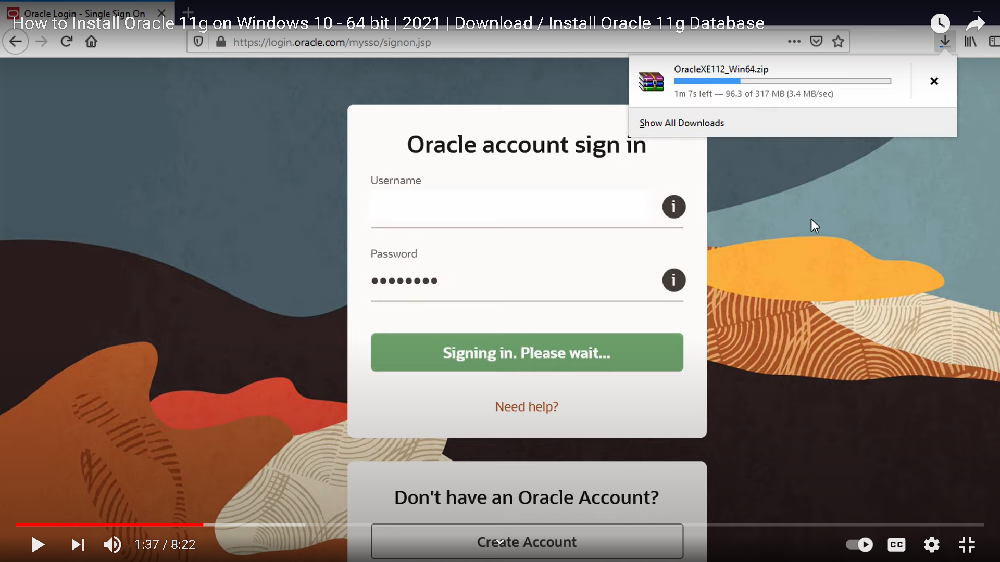 Oracle Login - Single Sign On
How to Install Oracle 11g on Windows 10 - 64 bit | 2021 | Download / Install Oracle 11g Database
https://login.oracle.com/mysso/signon.jsp
OracleXE112_Win64.zip
1m 7s left — 96.3 of 317 MB (3.4 MB/sec)
Show All Downloads
Oracle account sign in
Username
i
Password
••••••••
i
Signing in. Please wait...
Need help?
Don't have an Oracle Account?
Create Account
1:37 / 8:22
CC